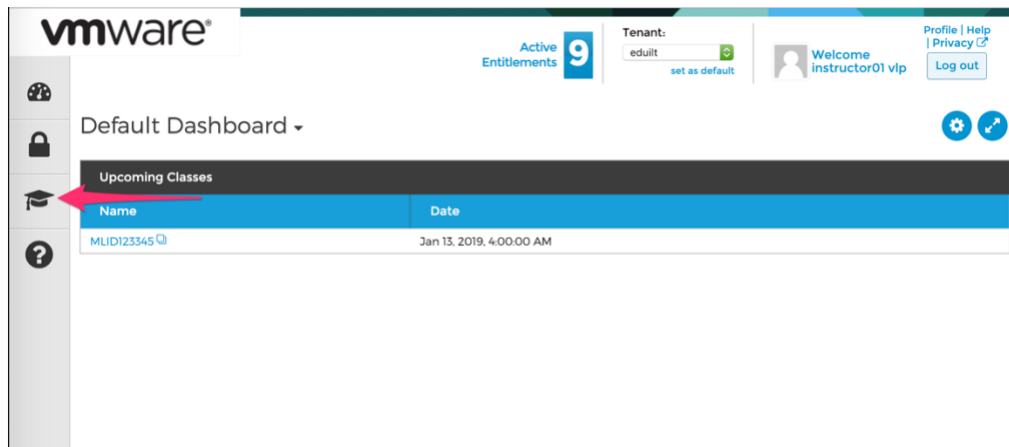 vmware®
Active
Entitlements
9
Tenant:
eduilt
set as default
Welcome
instructor01 vlp
Profile | Help
| Privacy
Log out
Default Dashboard
Upcoming Classes
Name Date
MLID123345 Jan 13, 2019, 4:00:00 AM
?